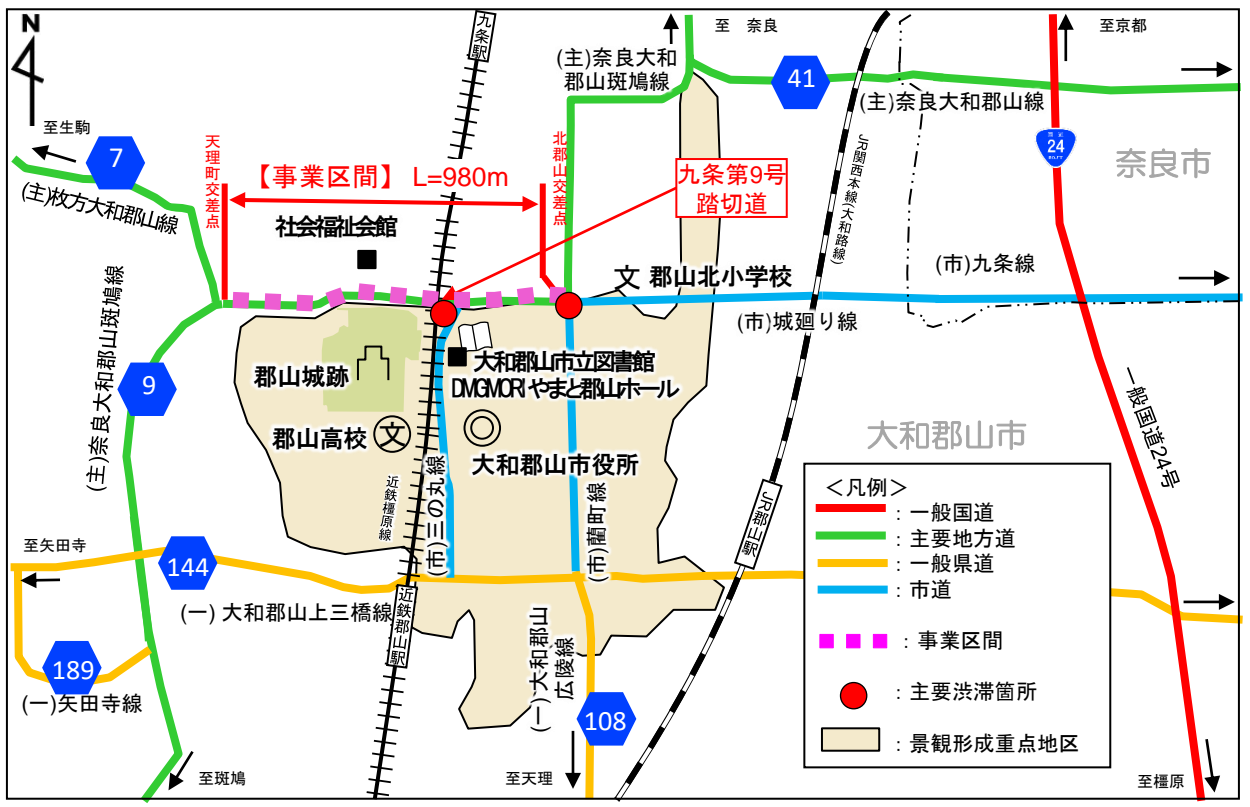 N
九条駅
至 奈良
至京都
(主)奈良大和
郡山斑鳩線
41
(主)奈良大和郡山線
至生駒
7
(主)枚方大和郡山線
天理町交差点
【事業区間】 L=980m
北郡山交差点
九条第9号
踏切道
JR関西本線(大和路線)
24
奈良市
社会福祉会館
文 郡山北小学校
(市)九条線
(市)城廻り線
(主)奈良大和郡山斑鳩線
9
郡山城跡
大和郡山市立図書館
DMGMORIやまと郡山ホール
郡山高校
文
大和郡山市役所
大和郡山市
一般国道24号
近鉄橿原線
(市)三の丸線
(市)藺町線
JR郡山駅
至矢田寺
144
(一)大和郡山上三橋線
近鉄郡山駅
189
(一)矢田寺線
(一)大和郡山
広陵線
108
至斑鳩
至天理
至橿原
＜凡例＞
：一般国道
：主要地方道
：一般県道
：市道
：事業区間
：主要渋滞箇所
：景観形成重点地区